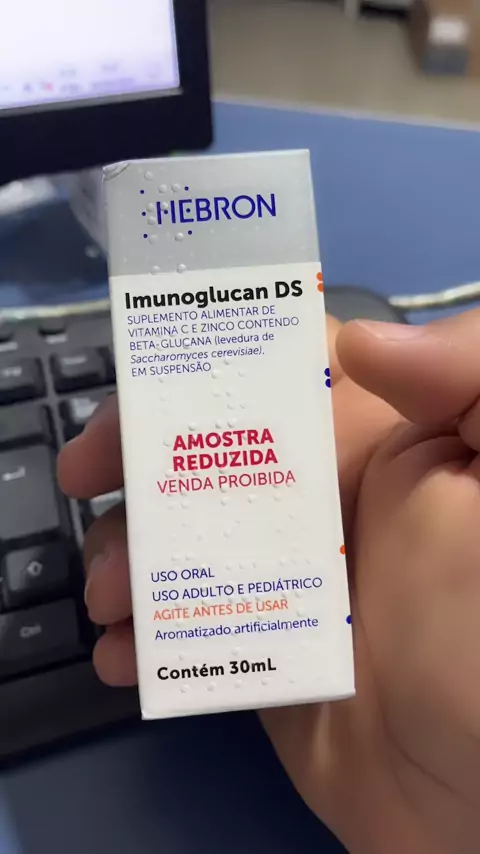 HEBRON
Imunoglucan DS
SUPLEMENTO ALIMENTAR DE
VITAMINA C E ZINCO CONTENDO
BETA-GLUCANA (levedura de
Saccharomyces cerevisiae),
EM SUSPENSÃO
AMOSTRA
REDUZIDA
VENDA PROIBIDA
USO ORAL
USO ADULTO E PEDIÁTRICO
AGITE ANTES DE USAR
Aromatizado artificialmente
Contém 30mL
Ctrl